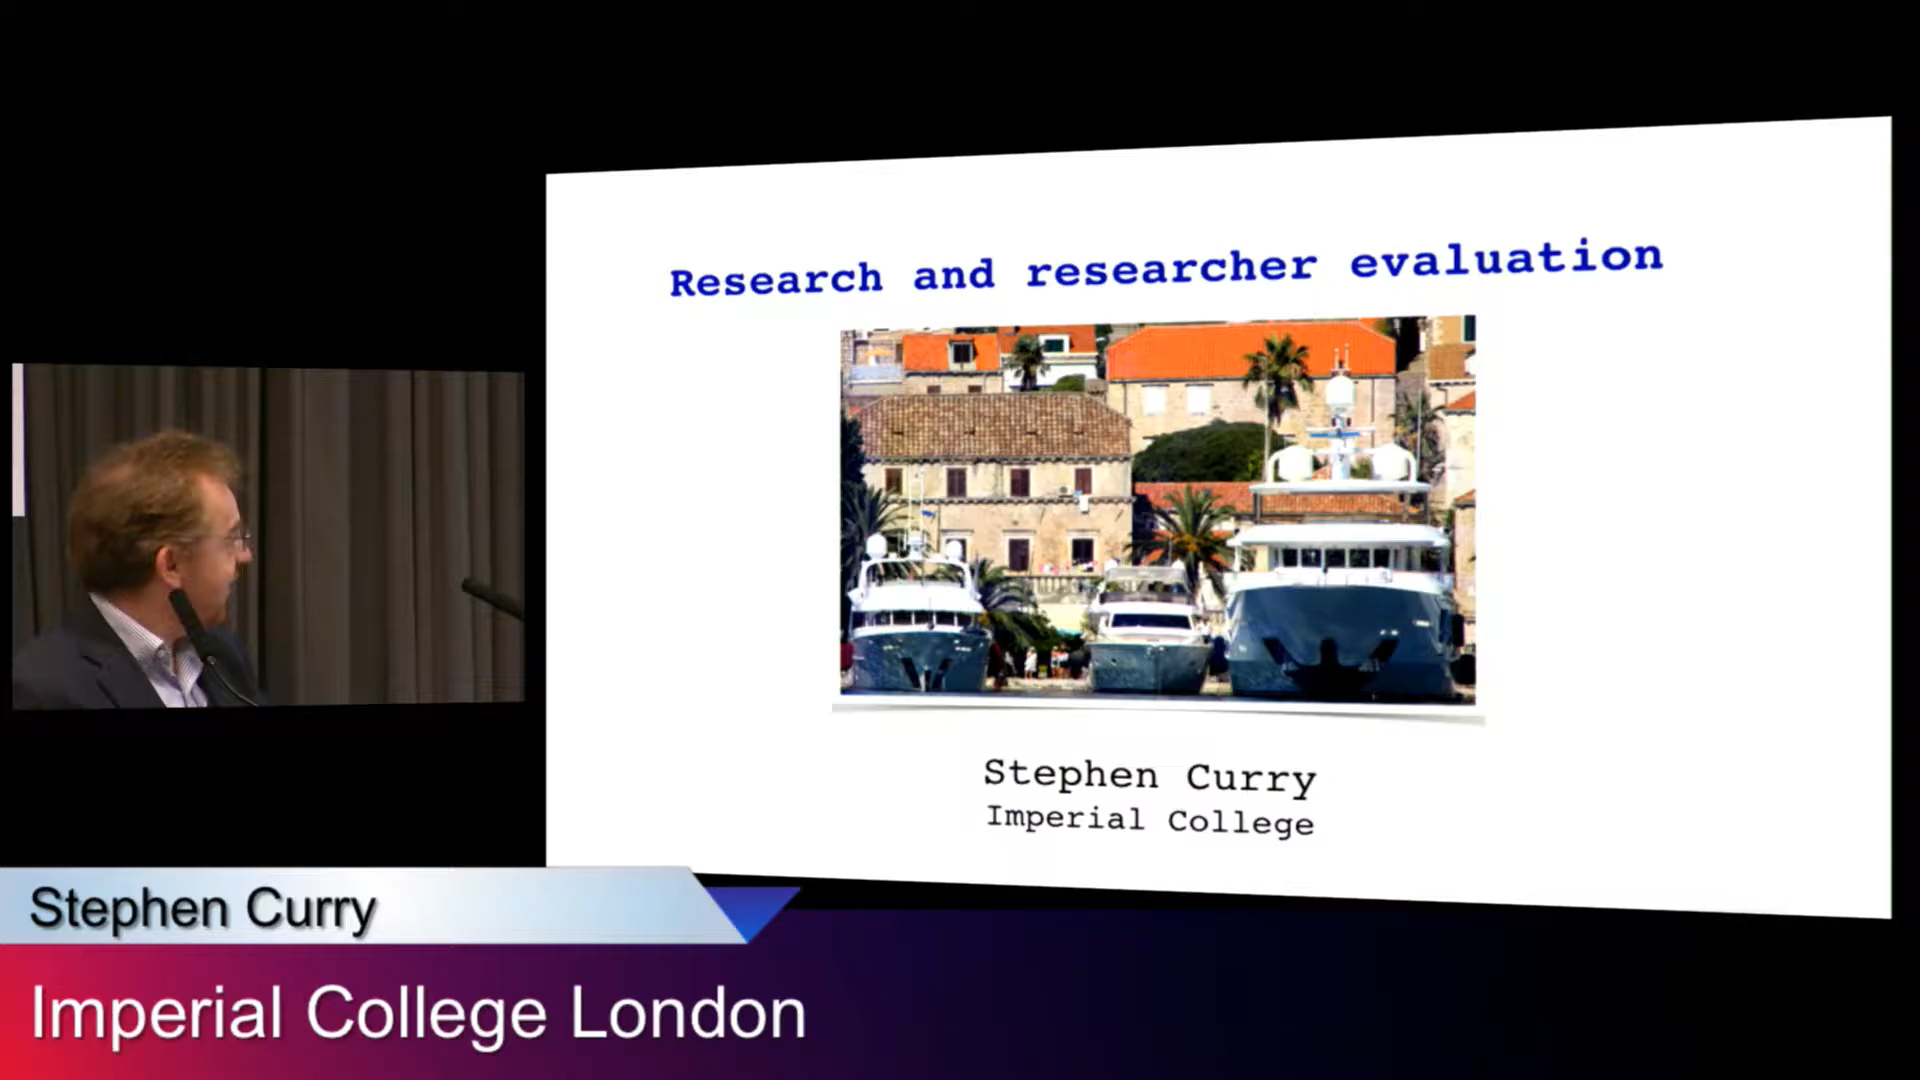 Research and researcher evaluation
Stephen Curry
Imperial College
Stephen Curry
Imperial College London